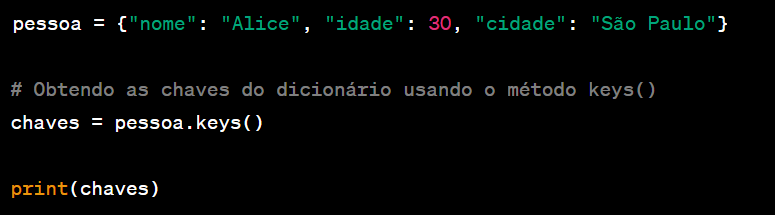 pessoa = {"nome": "Alice", "idade": 30, "cidade": "São Paulo"}
# Obtendo as chaves do dicionário usando o método keys()
chaves = pessoa.keys()
print(chaves)